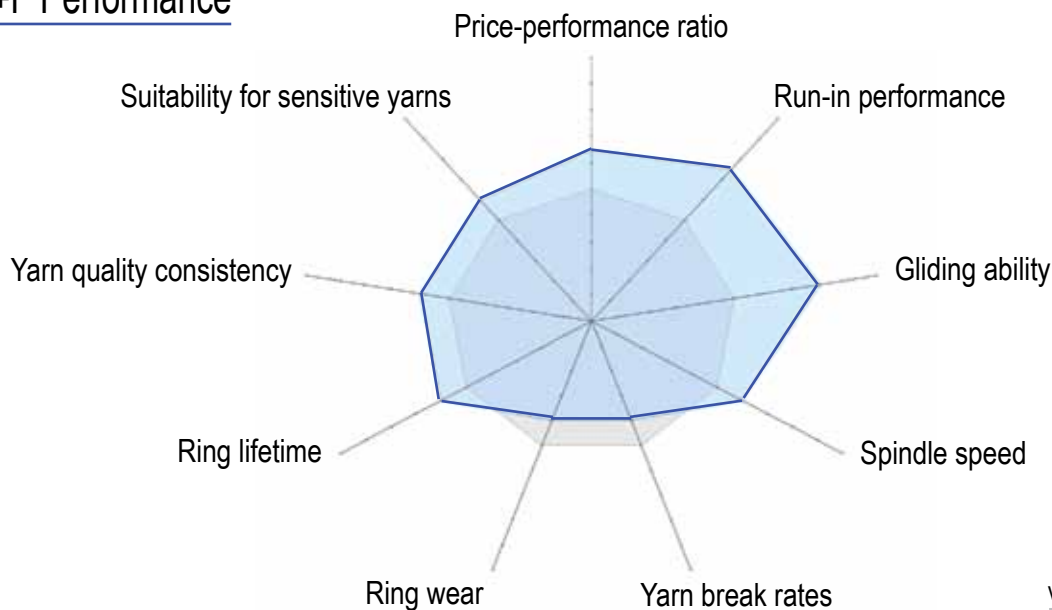 Performance
Price-performance ratio
Suitability for sensitive yarns
Run-in performance
Yarn quality consistency
Gliding ability
Ring lifetime
Spindle speed
Ring wear
Yarn break rates